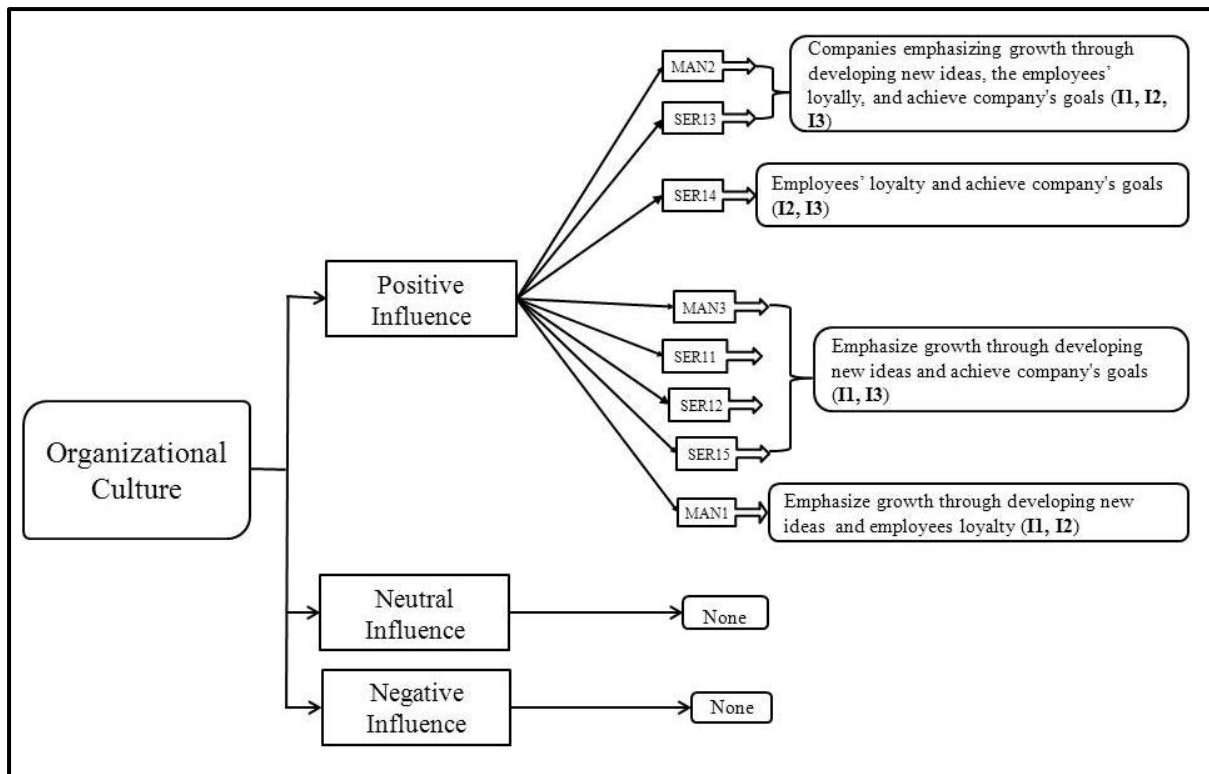 MAN2
SER13
Companies emphasizing growth through
developing new ideas, the employees'
loyally, and achieve company's goals (I1, I2,
I3)
SER14
Employees' loyalty and achieve company's goals
(I2, I3)
Positive
Influence
MAN3
SER11
SER12
SER15
Emphasize growth through developing
new ideas and achieve company's goals
(I1, I3)
MAN1
Emphasize growth through developing new
ideas and employees loyalty (I1, I2)
Organizational
Culture
Neutral
Influence
None
Negative
Influence
None